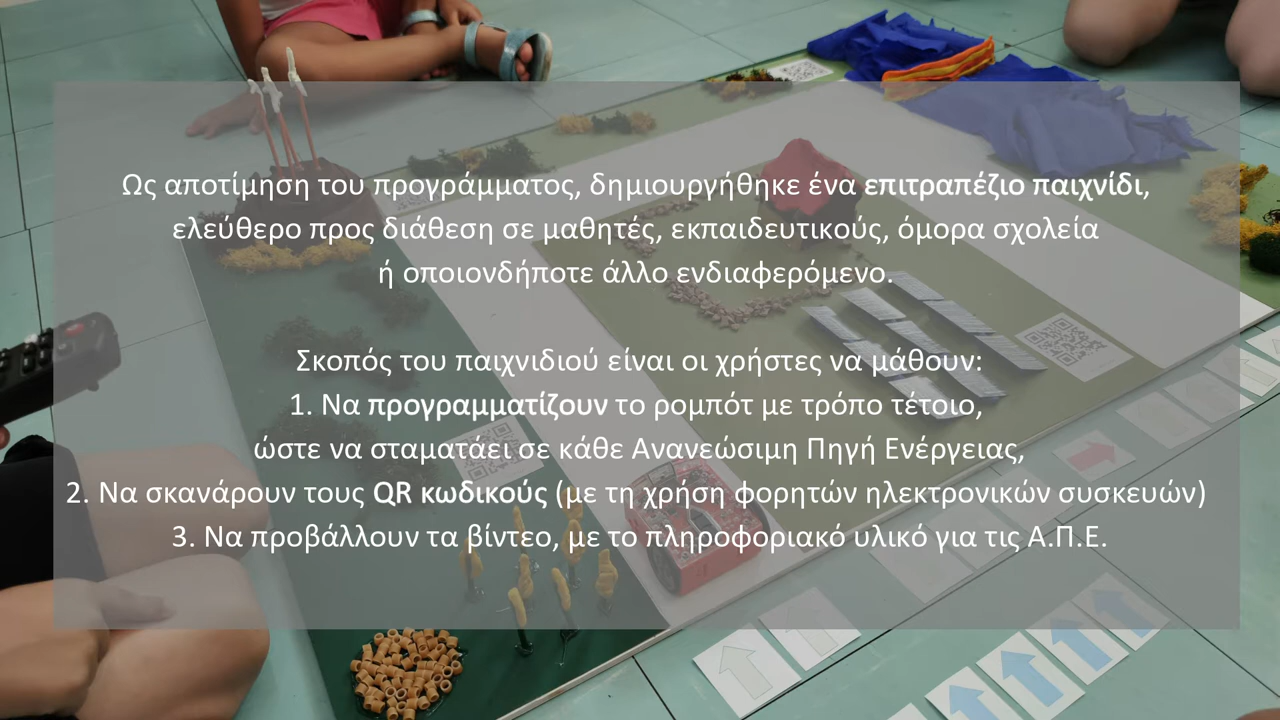 Ως αποτίμηση του προγράμματος, δημιουργήθηκε ένα επιτραπέζιο παιχνίδι,
ελεύθερο προς διάθεση σε μαθητές, εκπαιδευτικούς, όμορα σχολεία
ή οποιονδήποτε άλλο ενδιαφερόμενο.
Σκοπός του παιχνιδιού είναι οι χρήστες να μάθουν:
1. Να προγραμματίζουν το ρομπότ με τρόπο τέτοιο,
ώστε να σταματάει σε κάθε Ανανεώσιμη Πηγή Ενέργειας,
2. Να σκανάρουν τους QR κωδικούς (με τη χρήση φορητών ηλεκτρονικών συσκευών)
3. Να προβάλλουν τα βίντεο, με το πληροφοριακό υλικό για τις Α.Π.Ε.